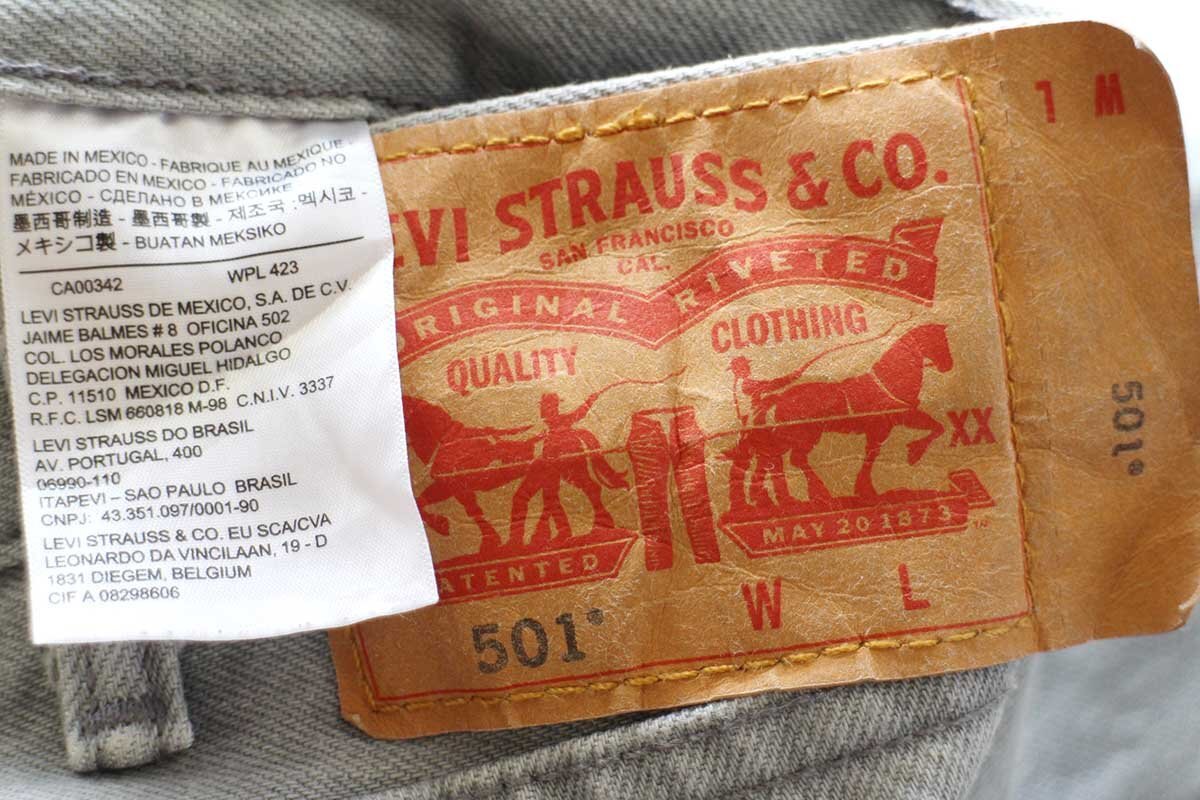 MADE IN MEXICO - FABRIQUE AU MEXIQUE -
FABRICADO EN MEXICO - FABRICADO NO
MÉXICO - СДЕЛАНО В МЕКСИКЕ
墨西哥制造 - 墨西哥製 - 제조국 :멕시코 -
メキシコ製 - BUATAN MEKSIKO
CA00342 WPL 423
LEVI STRAUSS DE MEXICO, S.A. DE C.V.
JAIME BALMES # 8 OFICINA 502
COL. LOS MORALES POLANCO
DELEGACION MIGUEL HIDALGO
C.P. 11510 MEXICO D.F.
R.F.C. LSM 660818 M-98 C.N.I.V. 3337
LEVI STRAUSS DO BRASIL
AV. PORTUGAL, 400
06990-110
ITAPEVI – SAO PAULO BRASIL
CNPJ: 43.351.097/0001-90
LEVI STRAUSS & CO. EU SCA/CVA
LEONARDO DA VINCILAAN, 19 - D
1831 DIEGEM, BELGIUM
CIF A 08298606
EVI STRAUSS & CO.
SAN FRANCISCO
CAL.
ORIGINAL RIVETED
QUALITY CLOTHING
XX
ATENTED MAY 20 1873 ™
501® W L
W L
501®